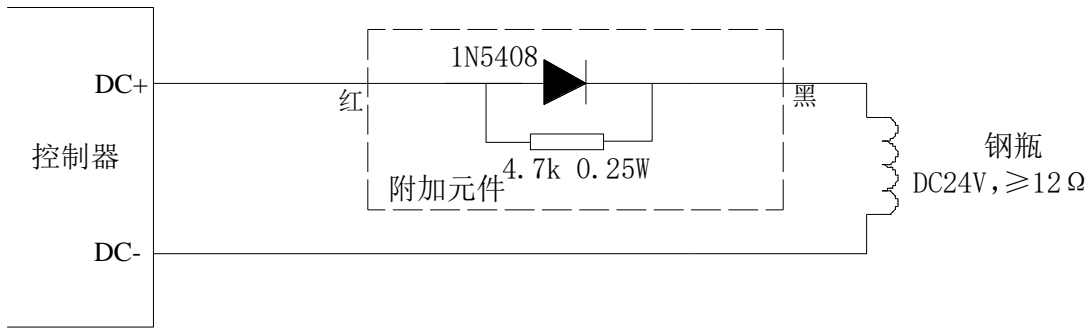 1N5408
DC+
红
黑
控制器
4.7k 0.25W
附加元件
钢瓶
DC24V,≥12Ω
DC-